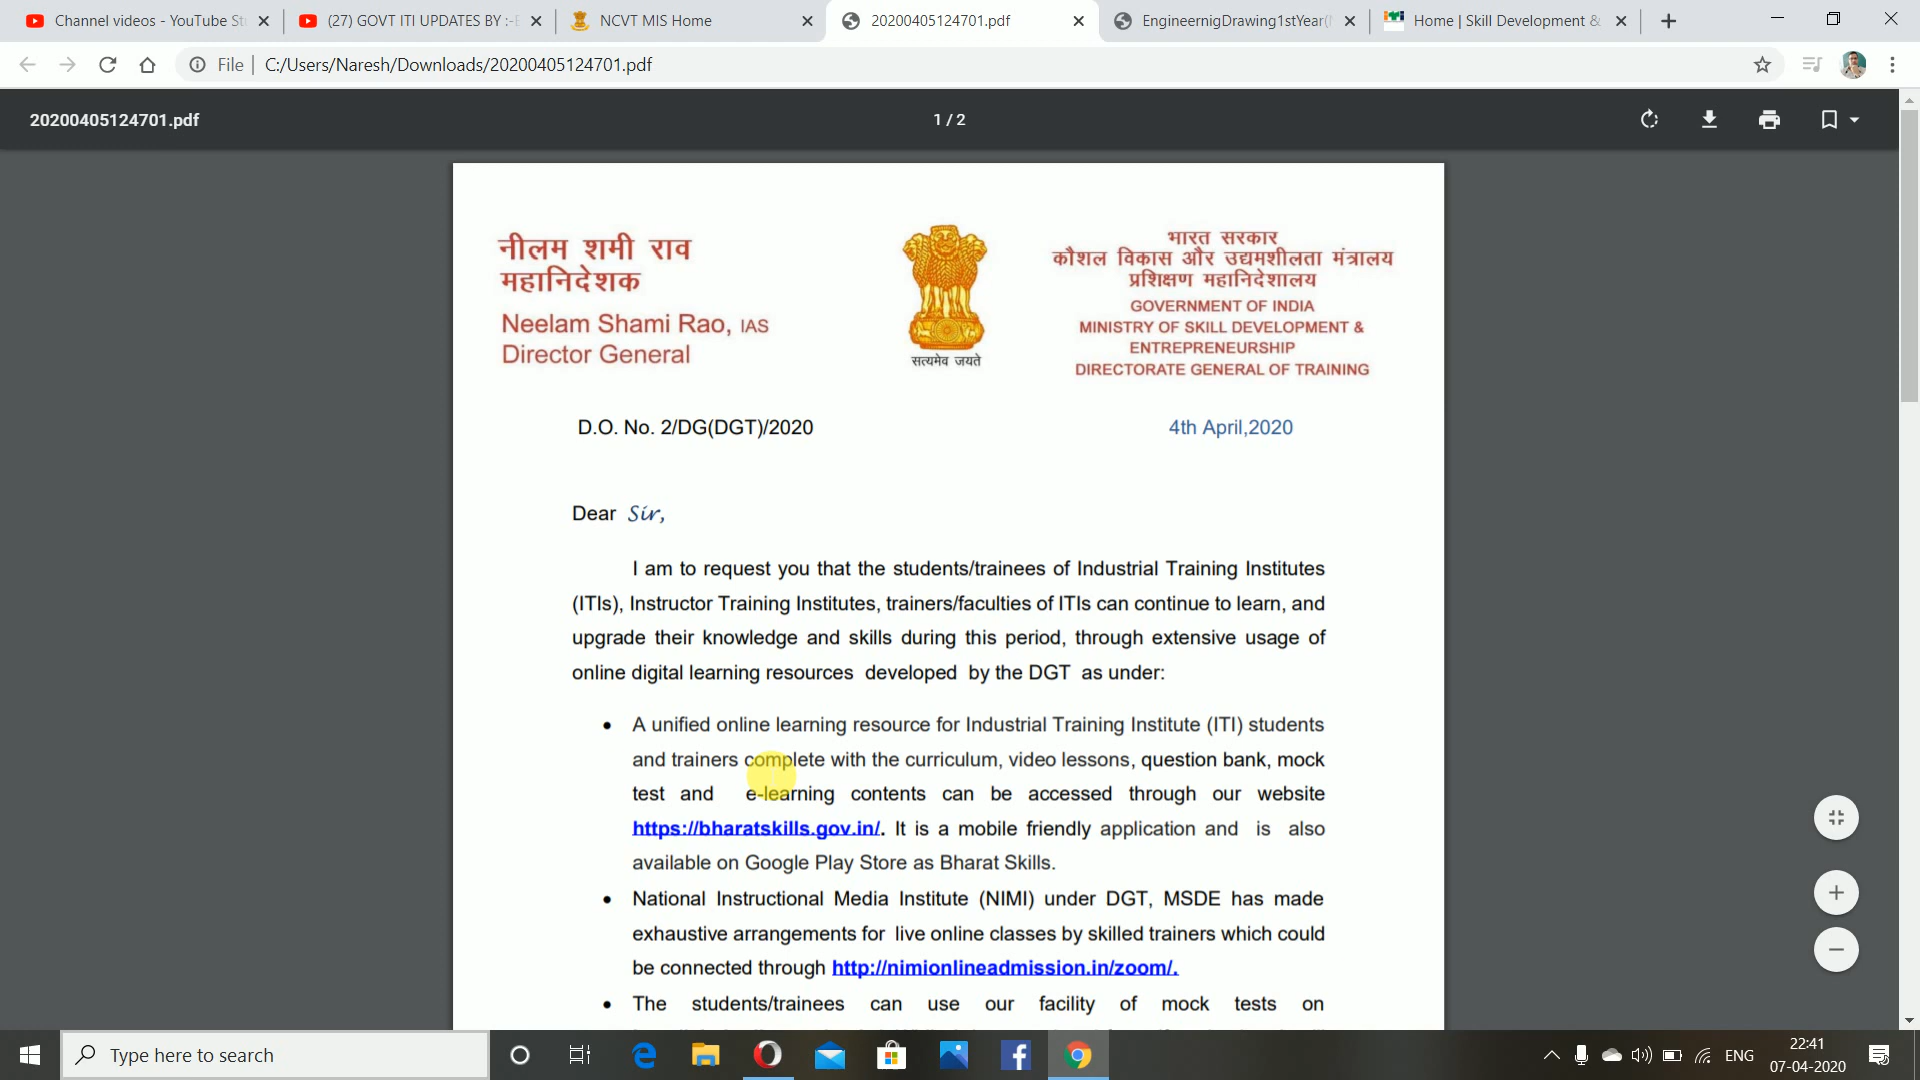 Channel videos - YouTube St
(27) GOVT ITI UPDATES BY :-E
NCVT MIS Home
20200405124701.pdf
EngineernigDrawing1stYear(
Home | Skill Development &
File
C:/Users/Naresh/Downloads/20200405124701.pdf
20200405124701.pdf
1 / 2
नीलम शमी राव
महानिदेशक
Neelam Shami Rao, IAS
Director General
सत्यमेव जयते
भारत सरकार
कौशल विकास और उद्यमशीलता मंत्रालय
प्रशिक्षण महानिदेशालय
GOVERNMENT OF INDIA
MINISTRY OF SKILL DEVELOPMENT &
ENTREPRENEURSHIP
DIRECTORATE GENERAL OF TRAINING
D.O. No. 2/DG(DGT)/2020
4th April,2020
Dear Sir,
I am to request you that the students/trainees of Industrial Training Institutes
(ITIs), Instructor Training Institutes, trainers/faculties of ITIs can continue to learn, and
upgrade their knowledge and skills during this period, through extensive usage of
online digital learning resources developed by the DGT as under:
• A unified online learning resource for Industrial Training Institute (ITI) students
and trainers complete with the curriculum, video lessons, question bank, mock
test and e-learning contents can be accessed through our website
https://bharatskills.gov.in/. It is a mobile friendly application and is also
available on Google Play Store as Bharat Skills.
• National Instructional Media Institute (NIMI) under DGT, MSDE has made
exhaustive arrangements for live online classes by skilled trainers which could
be connected through http://nimionlineadmission.in/zoom/.
• The students/trainees can use our facility of mock tests on
Type here to search
ENG
22:41
07-04-2020